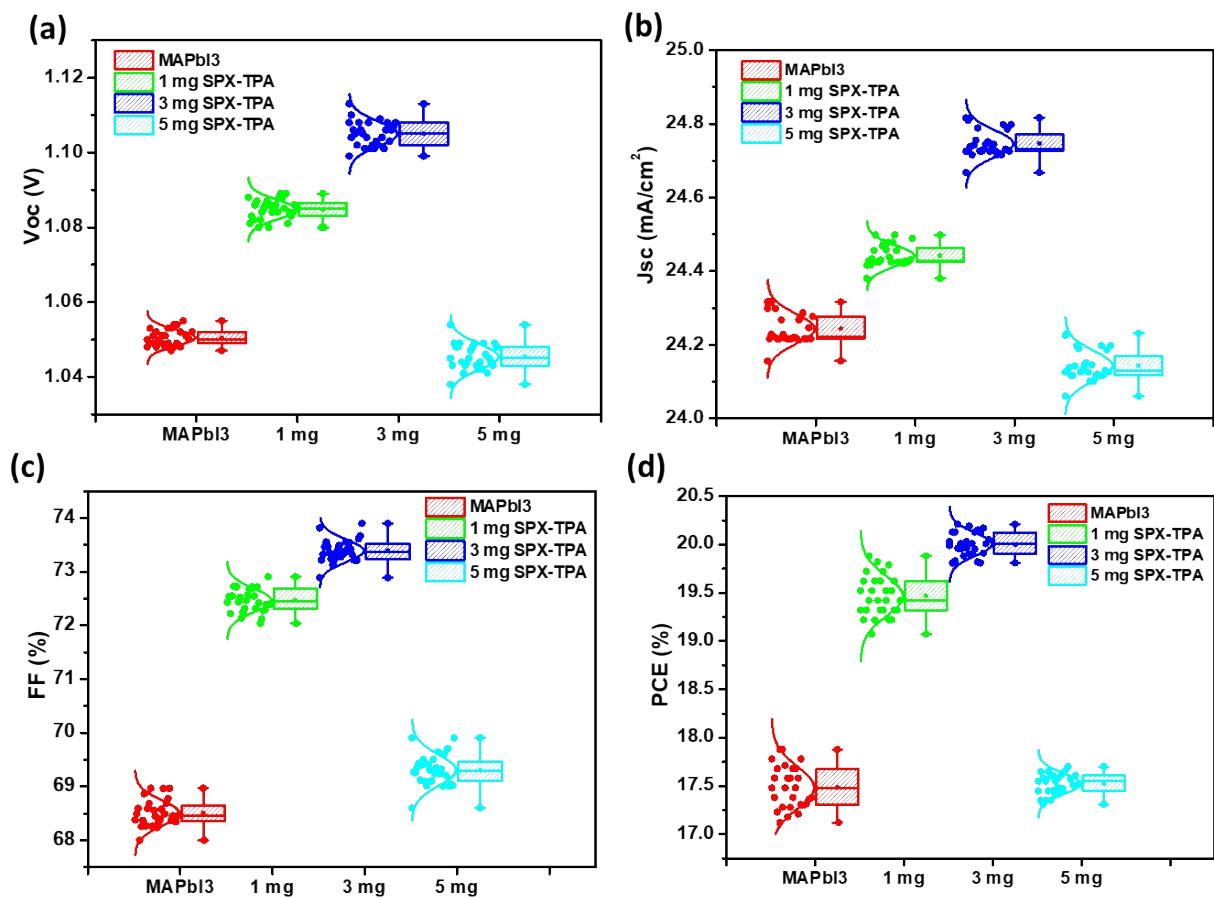 (a)
MAPbI3
1 mg SPX-TPA
3 mg SPX-TPA
5 mg SPX-TPA
1.12
1.10
1.08
1.06
1.04
Voc (V)
MAPbI3 1 mg 3 mg 5 mg
(b)
MAPbI3
1 mg SPX-TPA
3 mg SPX-TPA
5 mg SPX-TPA
25.0
24.8
24.6
24.4
24.2
24.0
Jsc (mA/cm²)
MAPbI3 1 mg 3 mg 5 mg
(c)
MAPbI3
1 mg SPX-TPA
3 mg SPX-TPA
5 mg SPX-TPA
74
73
72
71
70
69
68
FF (%)
MAPbI3 1 mg 3 mg 5 mg
(d)
MAPbI3
1 mg SPX-TPA
3 mg SPX-TPA
5 mg SPX-TPA
20.5
20.0
19.5
19.0
18.5
18.0
17.5
17.0
PCE (%)
MAPbI3 1 mg 3 mg 5 mg